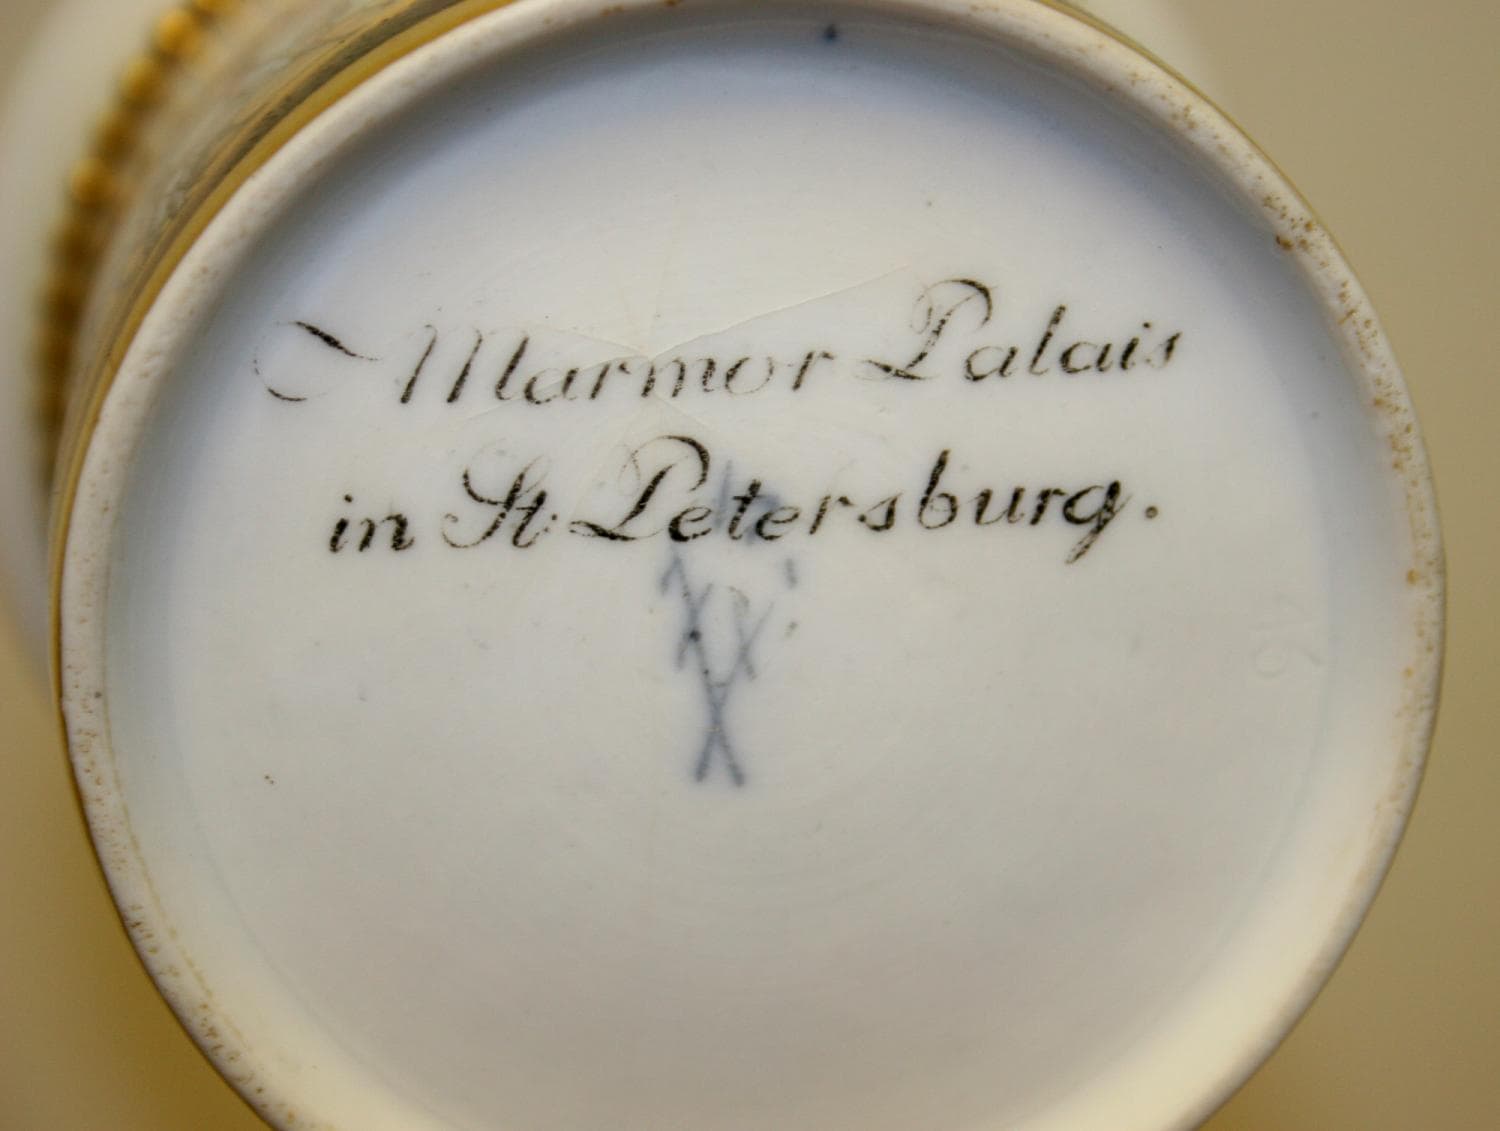 Marmor Palais
in St. Petersburg.